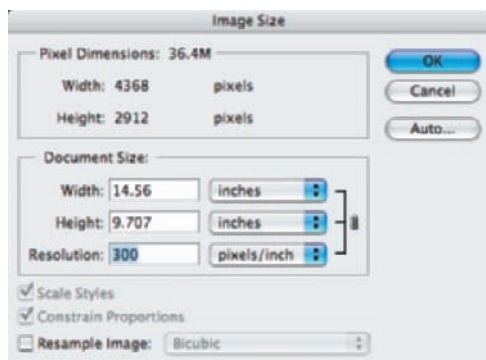 Image Size
Pixel Dimensions: 36.4M
Width: 4368 pixels
Height: 2912 pixels
OK
Cancel
Auto...
Document Size:
Width: 14.56 inches
Height: 9.707 inches
Resolution: 300 pixels/inch
Scale Styles
Constrain Proportions
Resample Image: Bicubic